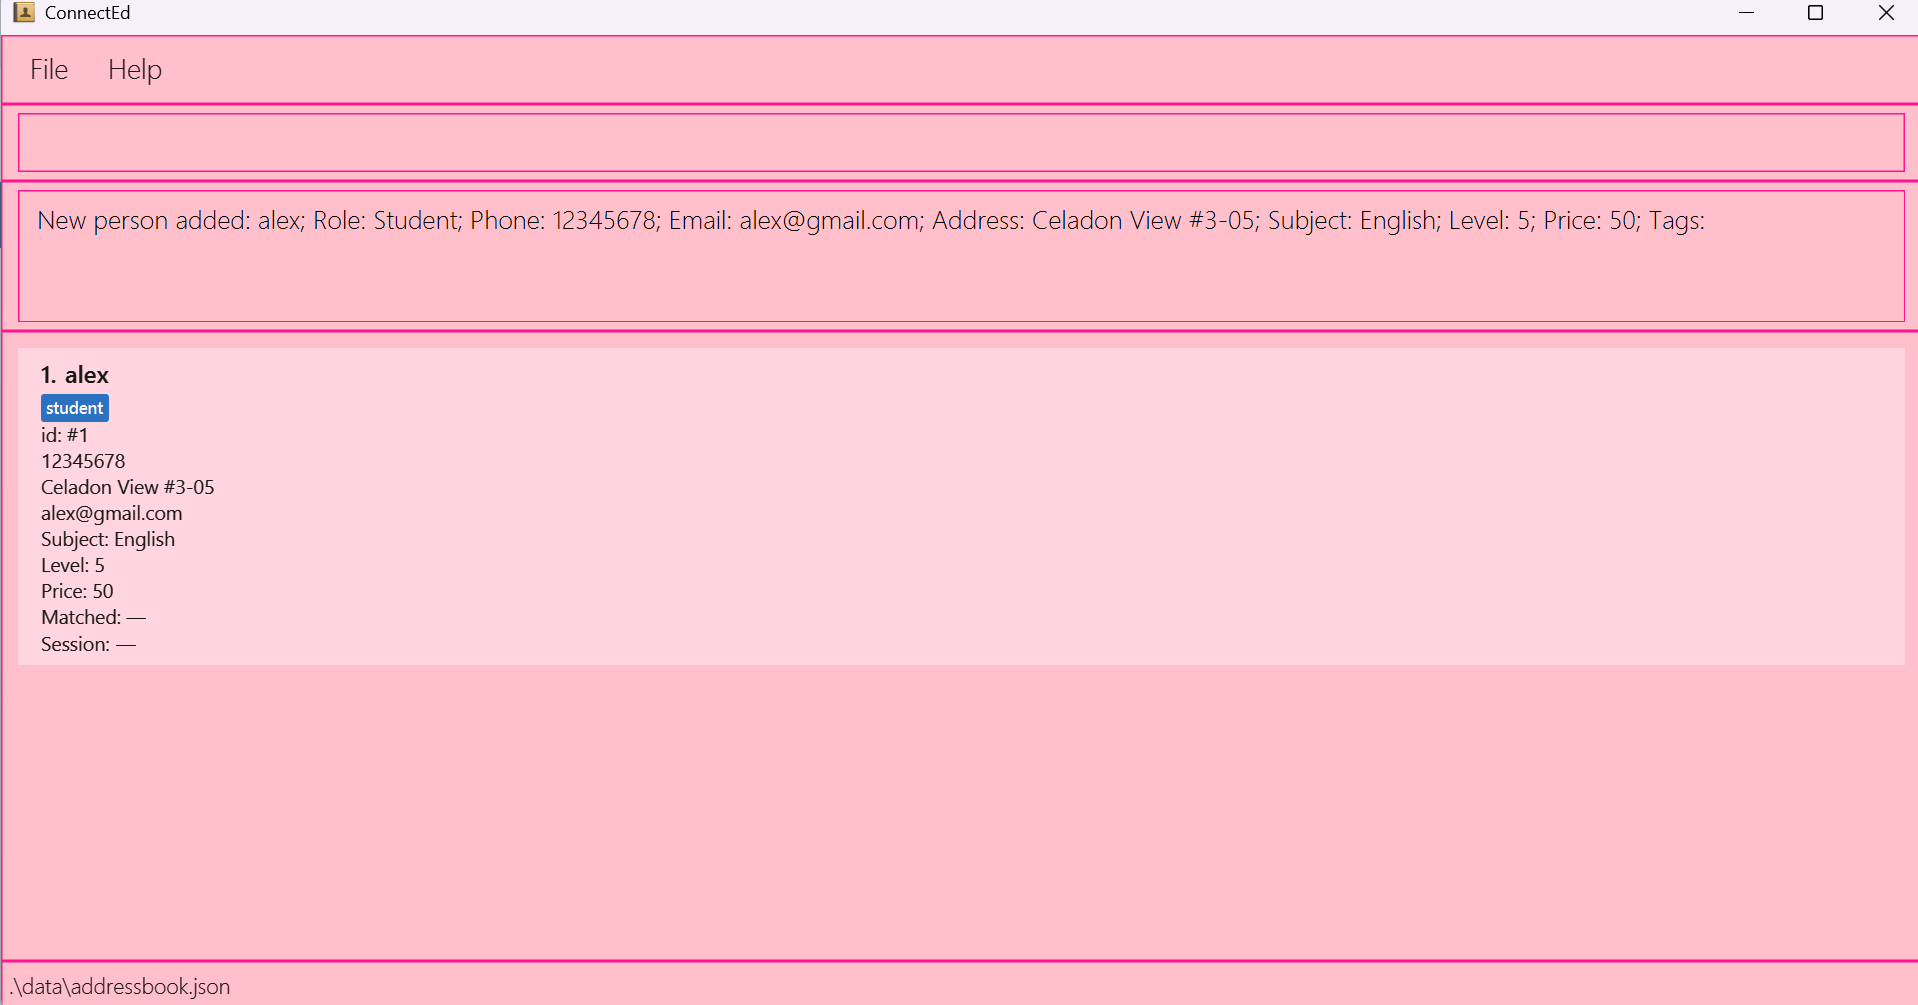 ConnectEd
File Help
New person added: alex; Role: Student; Phone: 12345678; Email: alex@gmail.com; Address: Celadon View #3-05; Subject: English; Level: 5; Price: 50; Tags:
1. alex
student
id: #1
12345678
Celadon View #3-05
alex@gmail.com
Subject: English
Level: 5
Price: 50
Matched: —
Session: —
.\data\addressbook.json